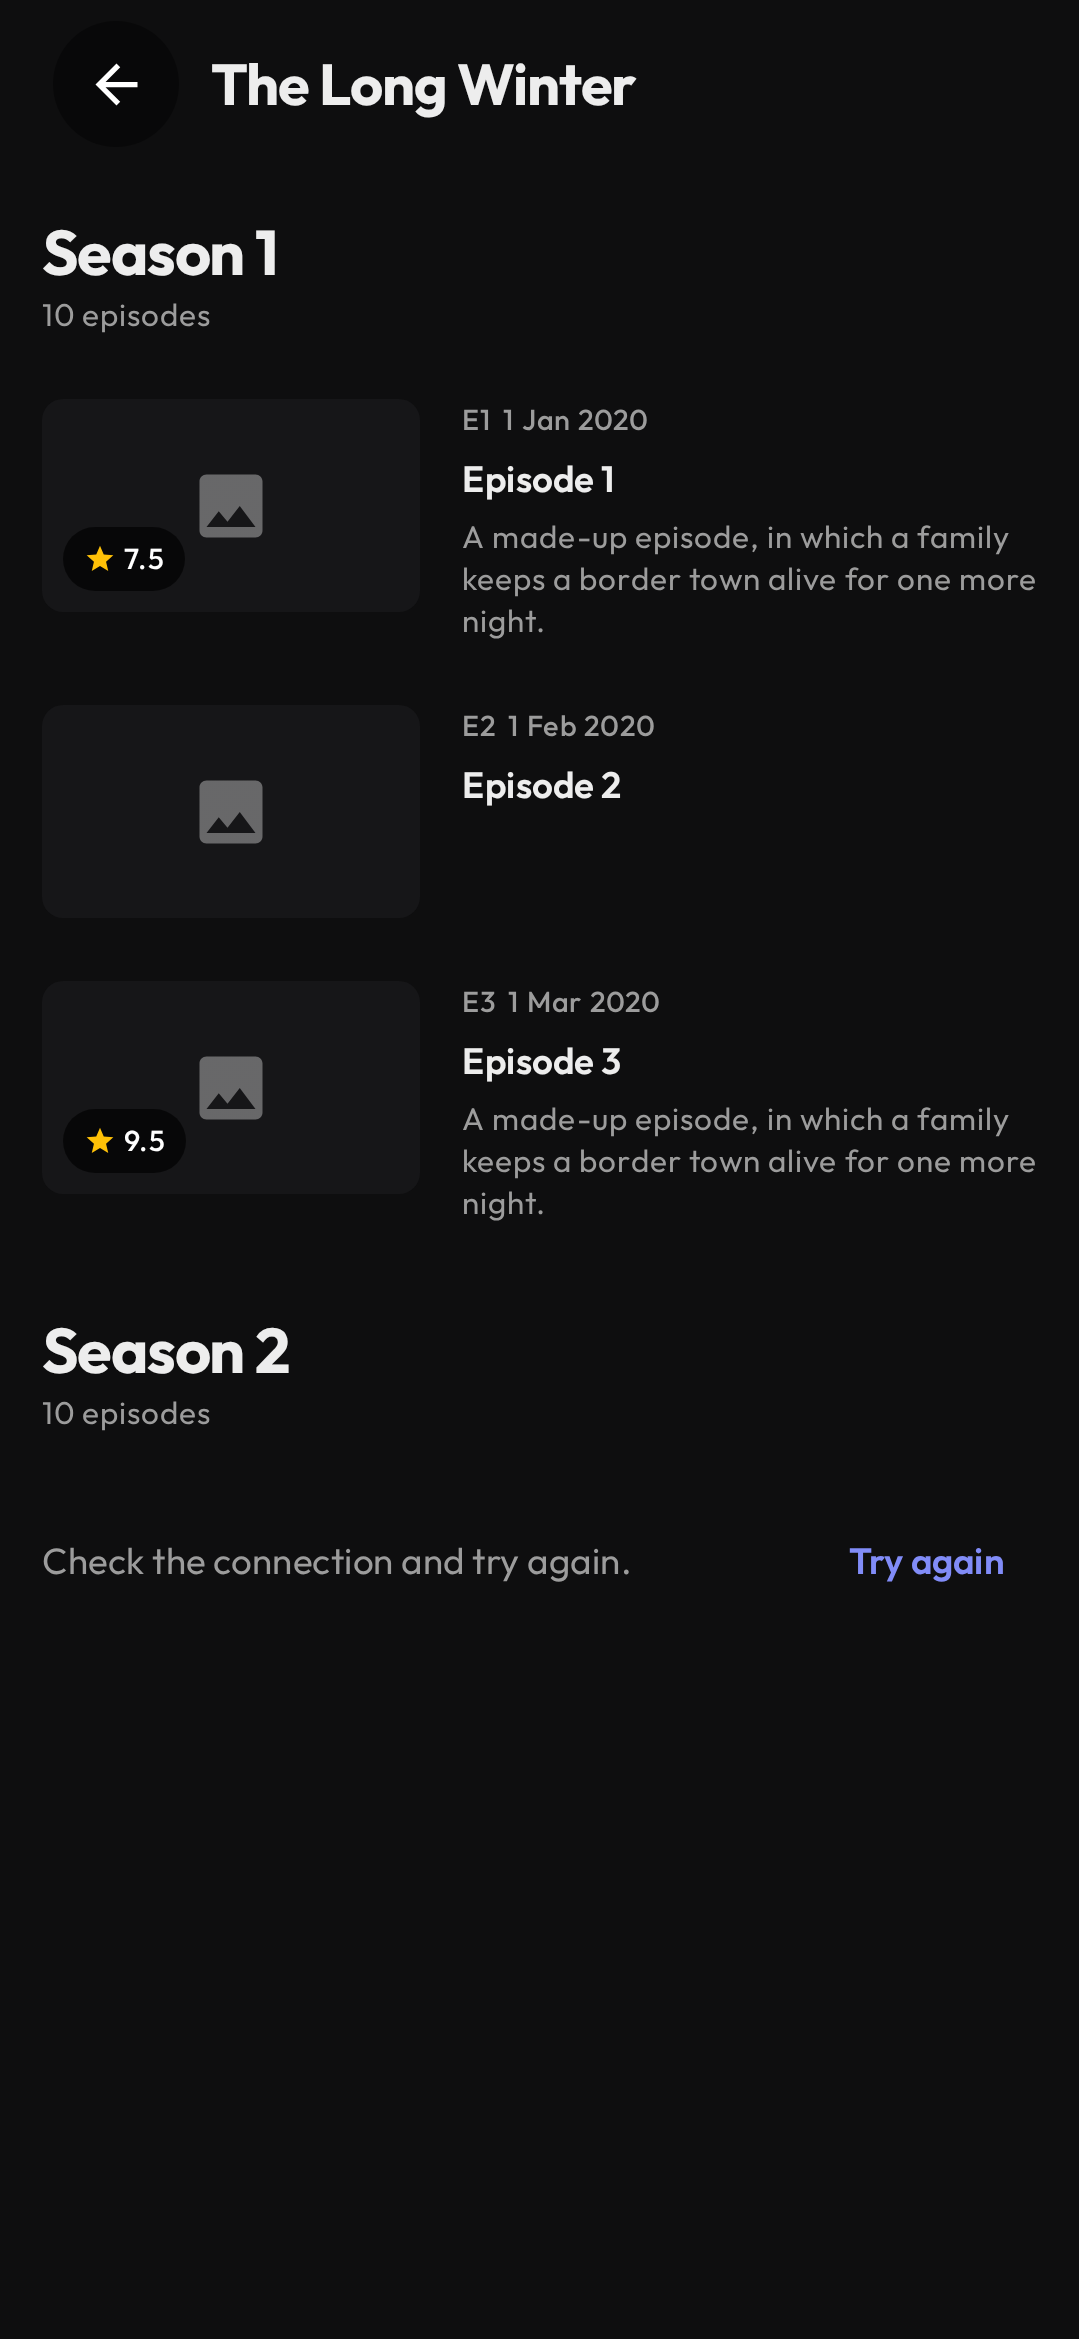 The Long Winter
Season 1
10 episodes
E1 1 Jan 2020
Episode 1
A made-up episode, in which a family
keeps a border town alive for one more
night.
7.5
E2 1 Feb 2020
Episode 2
E3 1 Mar 2020
Episode 3
A made-up episode, in which a family
keeps a border town alive for one more
night.
9.5
Season 2
10 episodes
Check the connection and try again.
Try again